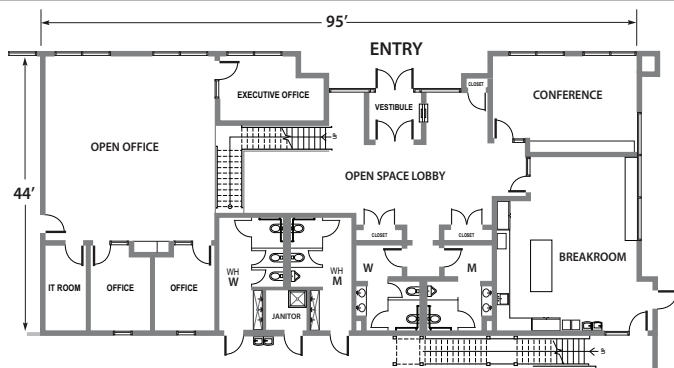 95'
ENTRY
EXECUTIVE OFFICE
VESTIBULE
CLOSET
CONFERENCE
OPEN OFFICE
OPEN SPACE LOBBY
44'
CLOSET
CLOSET
BREAKROOM
IT ROOM
OFFICE
OFFICE
WH
W
WH
M
W
M
JANITOR